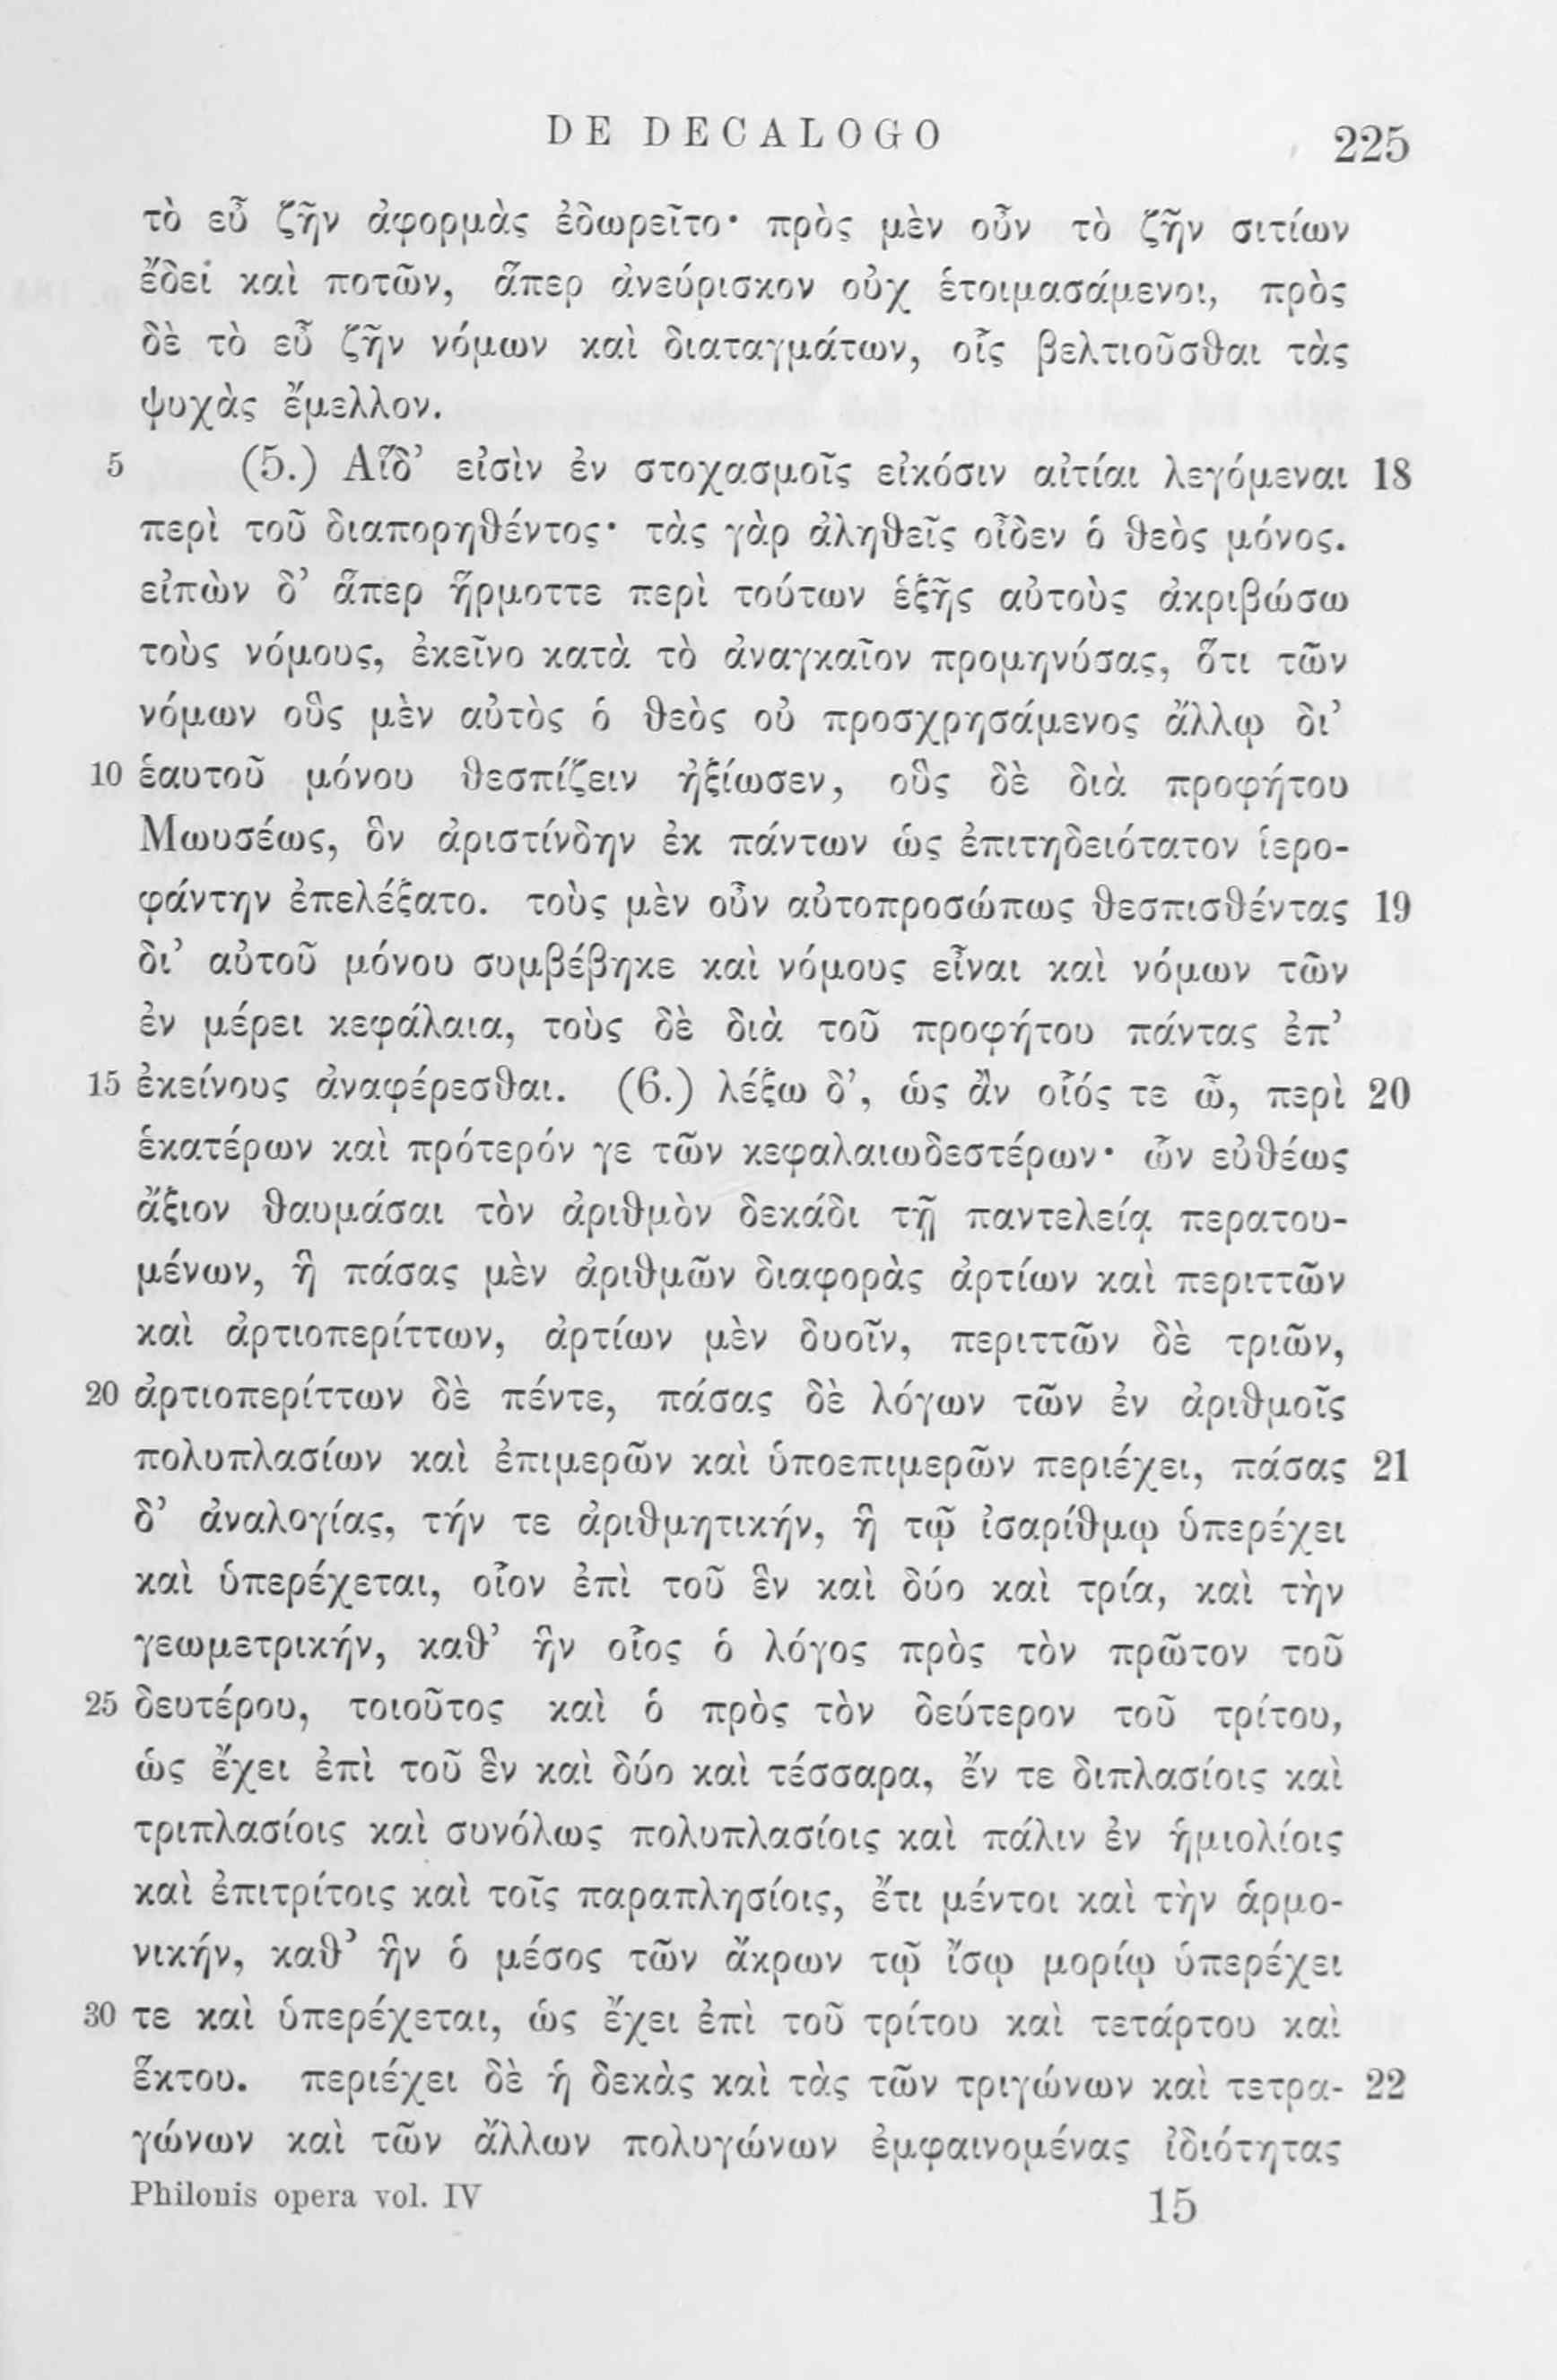 DE DECALOGO 225
τὸ εὖ ζῆν ἀφορμὰς ἐδωρεῖτο· πρὸς μὲν οὖν τὸ ζῆν σιτίων
ἔδει καὶ ποτῶν, ἅπερ ἀνεύρισκον οὐχ ἑτοιμασάμενοι, πρὸς
δὲ τὸ εὖ ζῆν νόμων καὶ διαταγμάτων, οἷς βελτιοῦσθαι τὰς
ψυχὰς ἔμελλον.
5 (5.) Αἵδ’ εἰσὶν ἐν στοχασμοῖς εἰκόσιν αἰτίαι λεγόμεναι 18
περὶ τοῦ διαπορηθέντος· τὰς γὰρ ἀληθεῖς οἶδεν ὁ θεὸς μόνος.
εἰπὼν δ’ ἅπερ ἥρμοττε περὶ τούτων ἑξῆς αὐτοὺς ἀκριβώσω
τοὺς νόμους, ἐκεῖνο κατὰ τὸ ἀναγκαῖον προμηνύσας, ὅτι τῶν
νόμων οὓς μὲν αὐτὸς ὁ θεὸς οὐ προσχρησάμενος ἄλλῳ δι’
10 ἑαυτοῦ μόνου θεσπίζειν ἠξίωσεν, οὓς δὲ διὰ προφήτου
Μωυσέως, ὃν ἀριστίνδην ἐκ πάντων ὡς ἐπιτηδειότατον ἱερο-
φάντην ἐπελέξατο. τοὺς μὲν οὖν αὐτοπροσώπως θεσπισθέντας 19
δι’ αὐτοῦ μόνου συμβέβηκε καὶ νόμους εἶναι καὶ νόμων τῶν
ἐν μέρει κεφάλαια, τοὺς δὲ διὰ τοῦ προφήτου πάντας ἐπ’
15 ἐκείνους ἀναφέρεσθαι. (6.) λέξω δ’, ὡς ἂν οἷός τε ὦ, περὶ 20
ἑκατέρων καὶ πρότερόν γε τῶν κεφαλαιωδεστέρων· ὧν εὐθέως
ἄξιον θαυμάσαι τὸν ἀριθμὸν δεκάδι τῇ παντελείᾳ περατου-
μένων, ἣ πάσας μὲν ἀριθμῶν διαφορὰς ἀρτίων καὶ περιττῶν
καὶ ἀρτιοπερίττων, ἀρτίων μὲν δυοῖν, περιττῶν δὲ τριῶν,
20 ἀρτιοπερίττων δὲ πέντε, πάσας δὲ λόγων τῶν ἐν ἀριθμοῖς
πολυπλασίων καὶ ἐπιμερῶν καὶ ὑποεπιμερῶν περιέχει, πάσας 21
δ’ ἀναλογίας, τήν τε ἀριθμητικήν, ἣ τῷ ἰσαρίθμῳ ὑπερέχει
καὶ ὑπερέχεται, οἷον ἐπὶ τοῦ ἓν καὶ δύο καὶ τρία, καὶ τὴν
γεωμετρικήν, καθ’ ἣν οἷος ὁ λόγος πρὸς τὸν πρῶτον τοῦ
25 δευτέρου, τοιοῦτος καὶ ὁ πρὸς τὸν δεύτερον τοῦ τρίτου,
ὡς ἔχει ἐπὶ τοῦ ἓν καὶ δύο καὶ τέσσαρα, ἔν τε διπλασίοις καὶ
τριπλασίοις καὶ συνόλως πολυπλασίοις καὶ πάλιν ἐν ἡμιολίοις
καὶ ἐπιτρίτοις καὶ τοῖς παραπλησίοις, ἔτι μέντοι καὶ τὴν ἁρμο-
νικήν, καθ’ ἣν ὁ μέσος τῶν ἄκρων τῷ ἴσῳ μορίῳ ὑπερέχει
30 τε καὶ ὑπερέχεται, ὡς ἔχει ἐπὶ τοῦ τρίτου καὶ τετάρτου καὶ
ἕκτου. περιέχει δὲ ἡ δεκὰς καὶ τὰς τῶν τριγώνων καὶ τετρα- 22
γώνων καὶ τῶν ἄλλων πολυγώνων ἐμφαινομένας ἰδιότητας
Philonis opera vol. IV 15